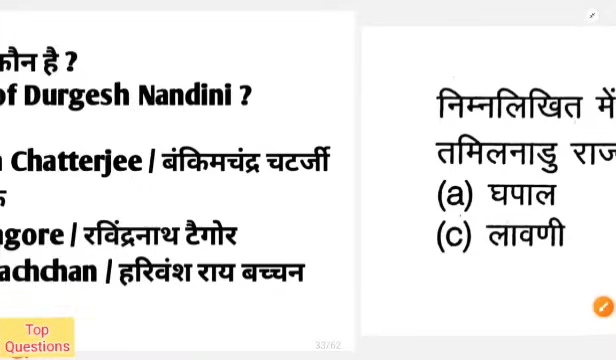 कौन है ?
of Durgesh Nandini ?
Chatterjee / बंकिमचंद्र चटर्जी
क
gore / रविंद्रनाथ टैगोर
achchan / हरिवंश राय बच्चन
Top
Questions
33/62
निम्नलिखित में
तमिलनाडु राज
(a) घपाल
(c) लावणी